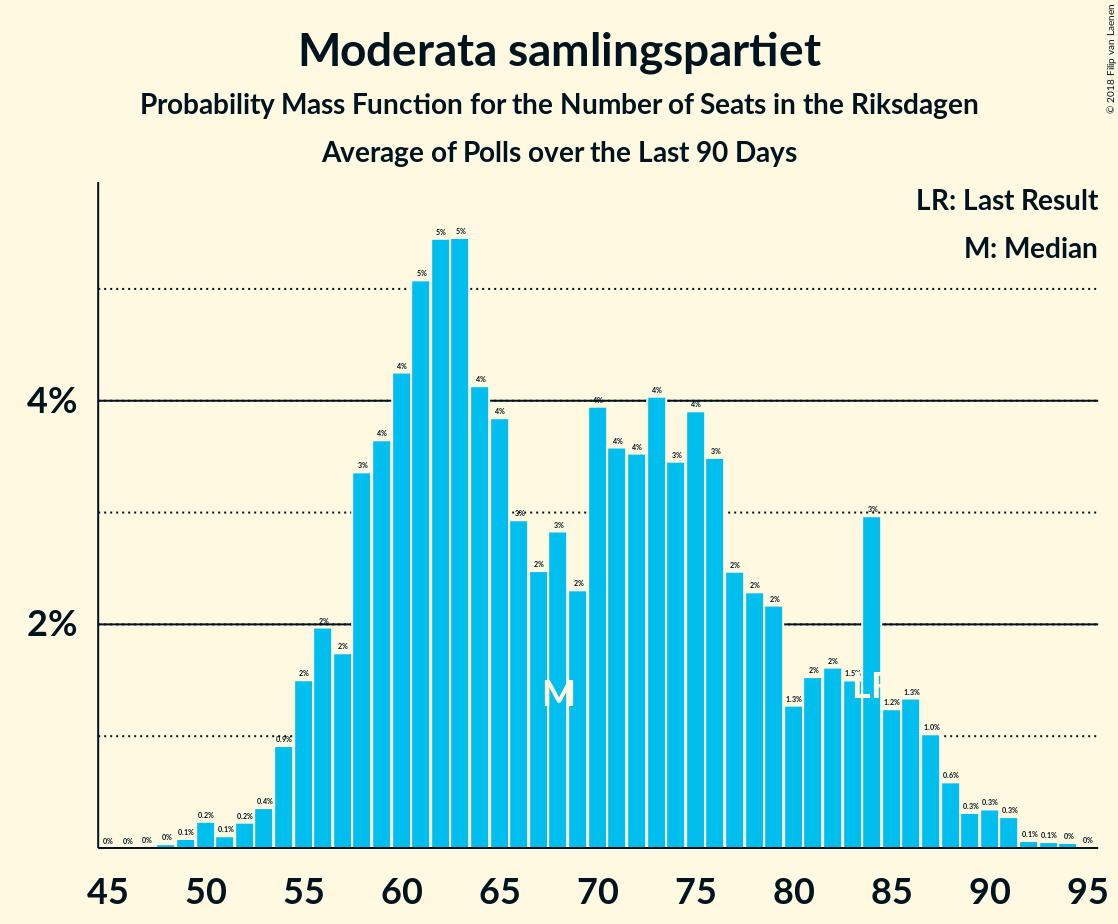 Moderata samlingspartiet
Probability Mass Function for the Number of Seats in the Riksdagen
Average of Polls over the Last 90 Days
© 2018 Filip van Laenen
LR: Last Result
M: Median
4%
2%
0% 0% 0% 0% 0.1% 0.2% 0.1% 0.2% 0.4% 0.9% 2% 2% 2% 3% 4% 4% 5% 5% 5% 4% 4% 3% 2% 3% 2% 4% 4% 4% 4% 3% 4% 3% 2% 2% 2% 1.3% 2% 2% 1.5% 3% 1.2% 1.3% 1.0% 0.6% 0.3% 0.3% 0.3% 0.1% 0.1% 0% 0%
M LR
45 50 55 60 65 70 75 80 85 90 95